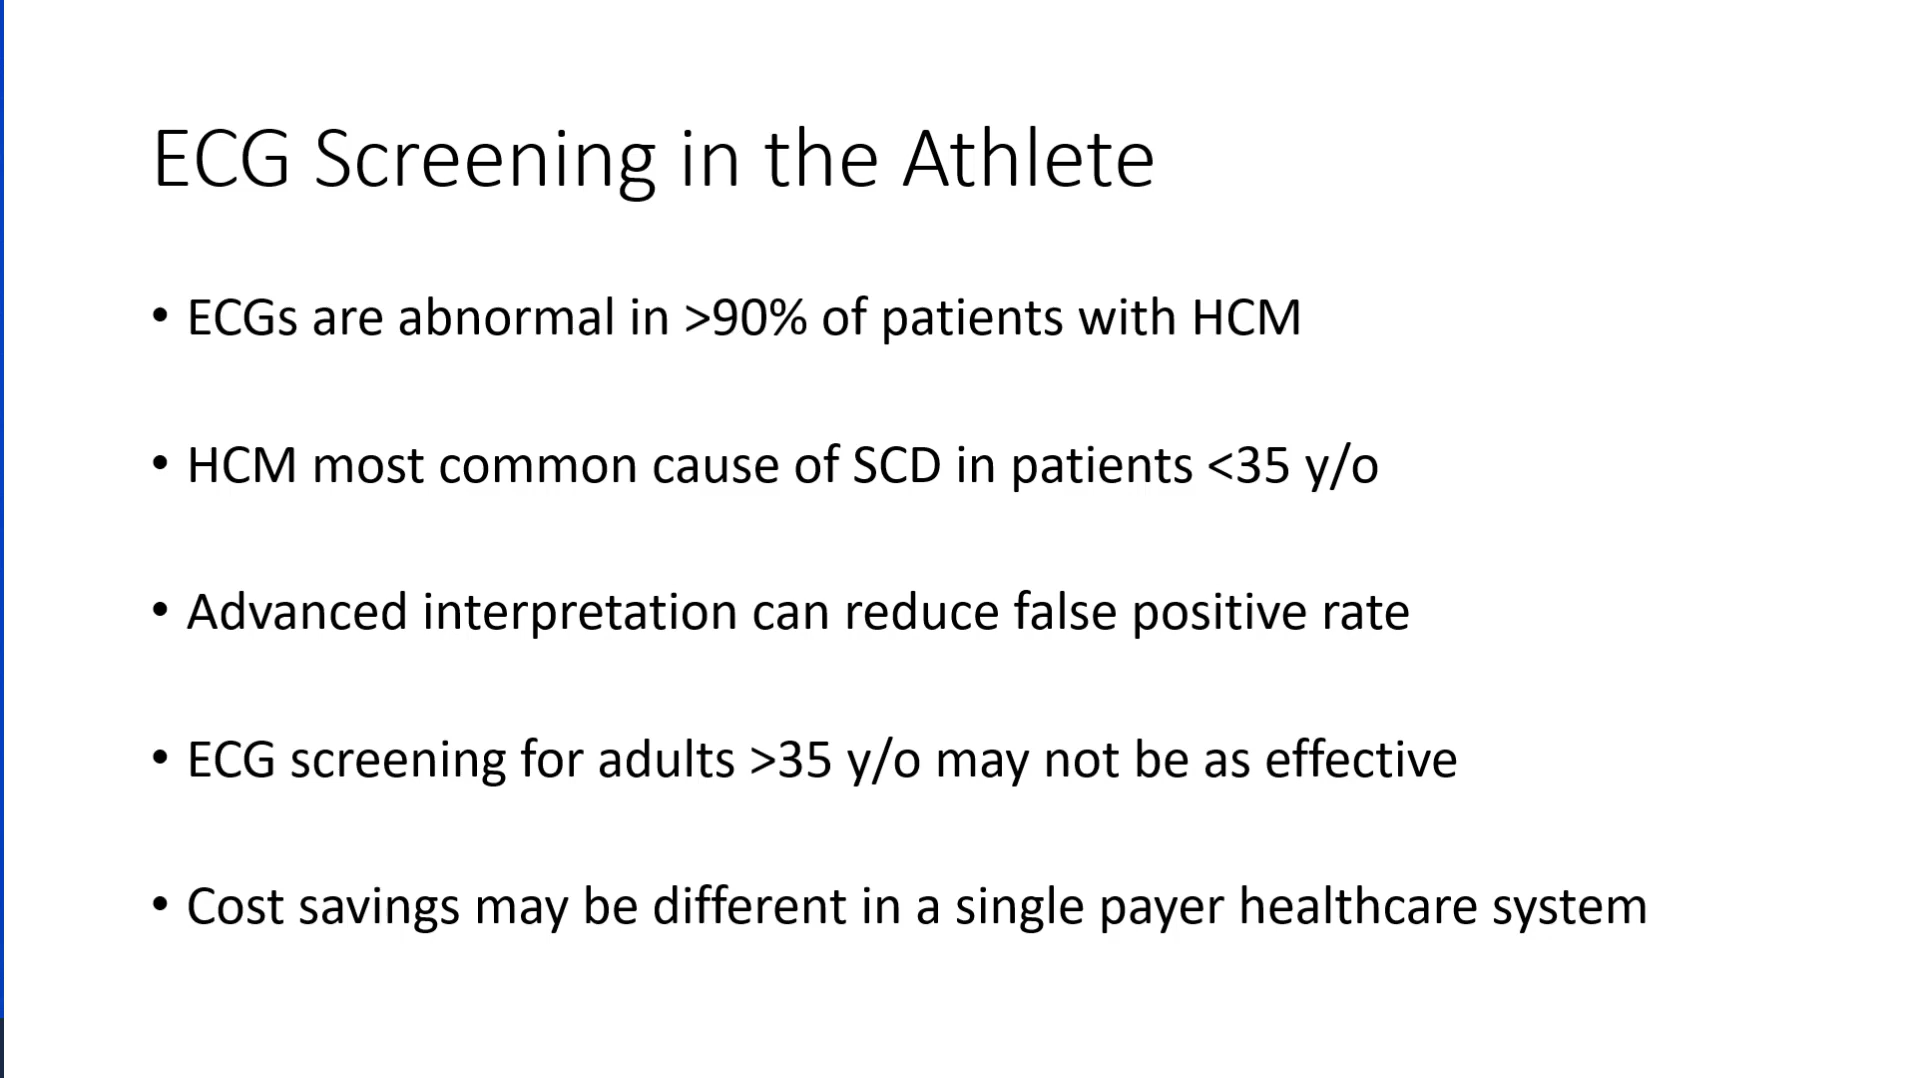 ECG Screening in the Athlete
• ECGs are abnormal in >90% of patients with HCM
• HCM most common cause of SCD in patients <35 y/o
• Advanced interpretation can reduce false positive rate
• ECG screening for adults >35 y/o may not be as effective
• Cost savings may be different in a single payer healthcare system